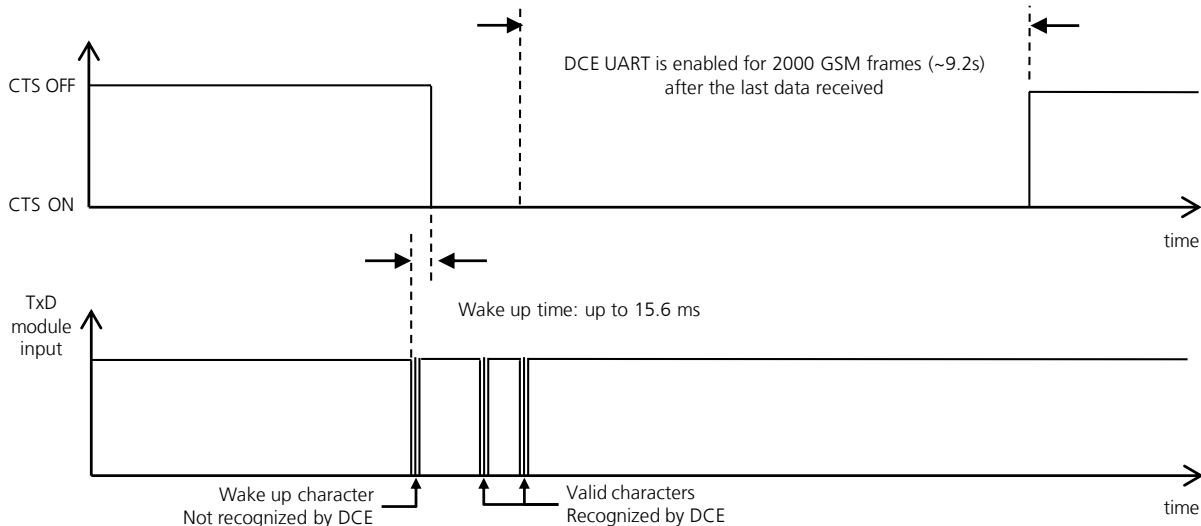 DCE UART is enabled for 2000 GSM frames (~9.2s)
after the last data received
CTS OFF
CTS ON
time
Wake up time: up to 15.6 ms
TxD
module
input
Wake up character
Not recognized by DCE
Valid characters
Recognized by DCE
time